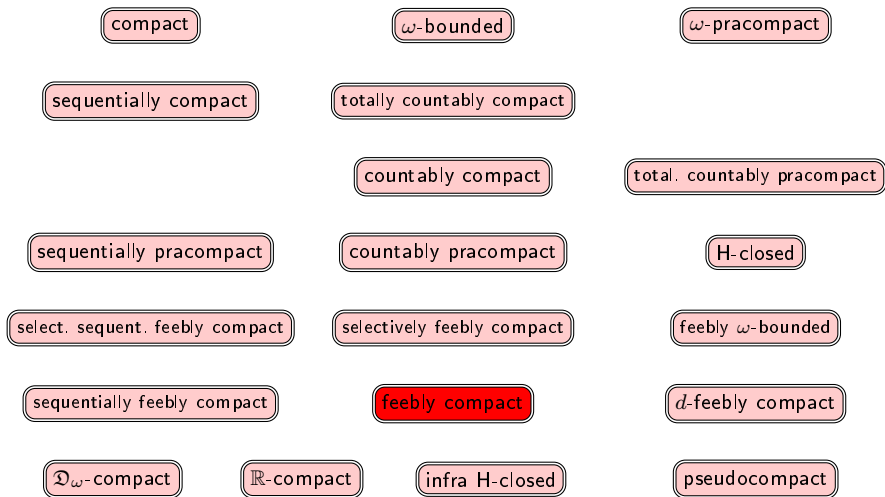 compact ω-bounded ω-pracompact
sequentially compact totally countably compact
countably compact total. countably pracompact
sequentially pracompact countably pracompact H-closed
select. sequent. feebly compact selectively feebly compact feebly ω-bounded
sequentially feebly compact feebly compact d-feebly compact
𝔇ω-compact ℝ-compact infra H-closed pseudocompact